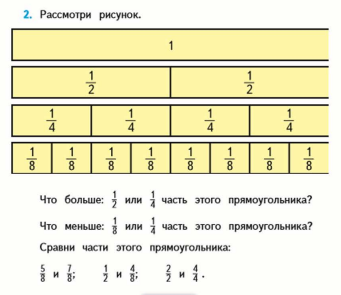 2. Рассмотри рисунок.
1
1/2 1/2
1/4 1/4 1/4 1/4
1/8 1/8 1/8 1/8 1/8 1/8 1/8 1/8
Что больше: 1/2 или 1/4 часть этого прямоугольника?
Что меньше: 1/8 или 1/4 часть этого прямоугольника?
Сравни части этого прямоугольника:
5/8 и 7/8; 1/2 и 4/8; 2/2 и 4/4.